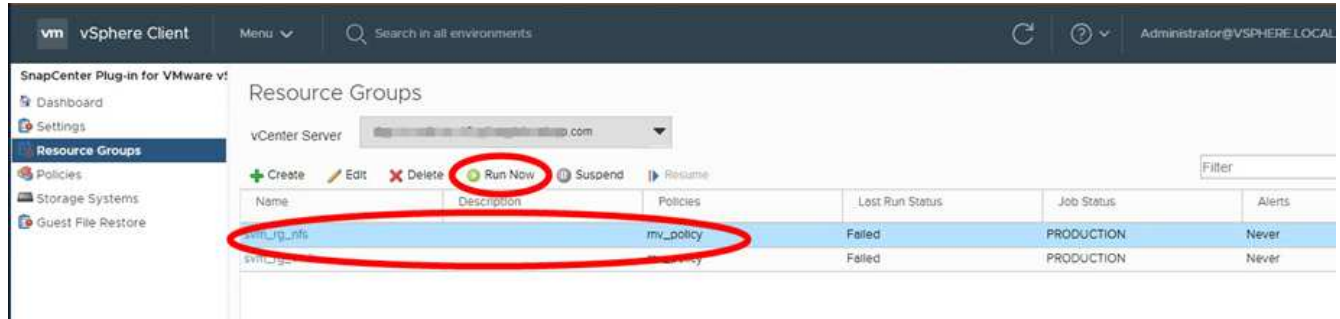 vm vSphere Client Menu Search in all environments Administrator@VSPHERE.LOCAL
SnapCenter Plug-in for VMware vS
Dashboard
Settings
Resource Groups
Policies
Storage Systems
Guest File Restore
Resource Groups
vCenter Server .com
Create Edit Delete Run Now Suspend Resume
Filter
Name Description Policies Last Run Status Job Status Alerts
svm_rg_nfs mv_policy Failed PRODUCTION Never
Failed PRODUCTION Never